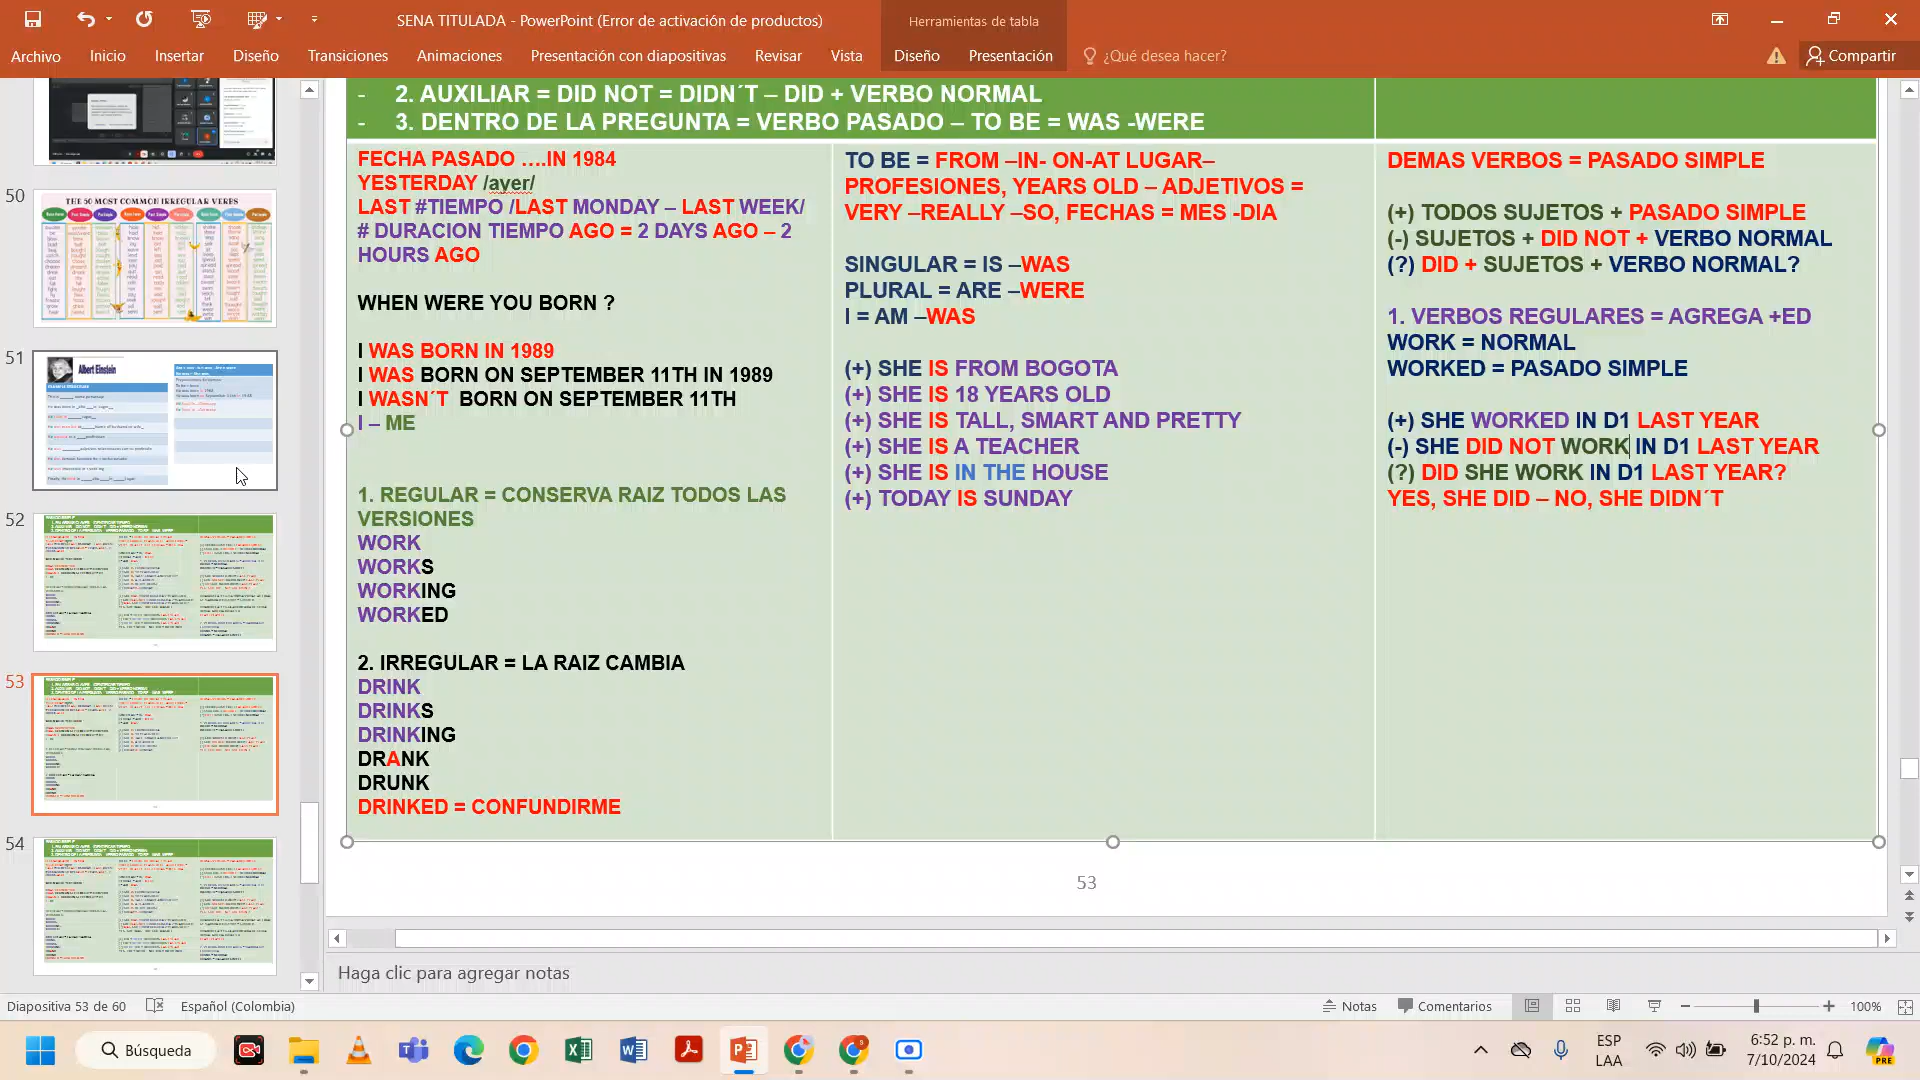 SENA TITULADA - PowerPoint (Error de activación de productos)
Herramientas de tabla
Archivo
Inicio
Insertar
Diseño
Transiciones
Animaciones
Presentación con diapositivas
Revisar
Vista
Diseño
Presentación
¿Qué desea hacer?
Compartir
50
THE 50 MOST COMMON IRREGULAR VERBS
51
Albert Einstein
52
53
54
- 2. AUXILIAR = DID NOT = DIDN´T – DID + VERBO NORMAL
- 3. DENTRO DE LA PREGUNTA = VERBO PASADO – TO BE = WAS -WERE
FECHA PASADO ….IN 1984
YESTERDAY /ayer/
LAST #TIEMPO /LAST MONDAY – LAST WEEK/
# DURACION TIEMPO AGO = 2 DAYS AGO – 2
HOURS AGO
WHEN WERE YOU BORN ?
I WAS BORN IN 1989
I WAS BORN ON SEPTEMBER 11TH IN 1989
I WASN´T BORN ON SEPTEMBER 11TH
I – ME
1. REGULAR = CONSERVA RAIZ TODOS LAS
VERSIONES
WORK
WORKS
WORKING
WORKED
2. IRREGULAR = LA RAIZ CAMBIA
DRINK
DRINKS
DRINKING
DRANK
DRUNK
DRINKED = CONFUNDIRME
TO BE = FROM –IN- ON-AT LUGAR–
PROFESIONES, YEARS OLD – ADJETIVOS =
VERY –REALLY –SO, FECHAS = MES -DIA
SINGULAR = IS –WAS
PLURAL = ARE –WERE
I = AM –WAS
(+) SHE IS FROM BOGOTA
(+) SHE IS 18 YEARS OLD
(+) SHE IS TALL, SMART AND PRETTY
(+) SHE IS A TEACHER
(+) SHE IS IN THE HOUSE
(+) TODAY IS SUNDAY
DEMAS VERBOS = PASADO SIMPLE
(+) TODOS SUJETOS + PASADO SIMPLE
(-) SUJETOS + DID NOT + VERBO NORMAL
(?) DID + SUJETOS + VERBO NORMAL?
1. VERBOS REGULARES = AGREGA +ED
WORK = NORMAL
WORKED = PASADO SIMPLE
(+) SHE WORKED IN D1 LAST YEAR
(-) SHE DID NOT WORK IN D1 LAST YEAR
(?) DID SHE WORK IN D1 LAST YEAR?
YES, SHE DID – NO, SHE DIDN´T
53
Haga clic para agregar notas
Diapositiva 53 de 60
Español (Colombia)
Notas
Comentarios
100%
Búsqueda
ESP
LAA
6:52 p. m.
7/10/2024
PRE